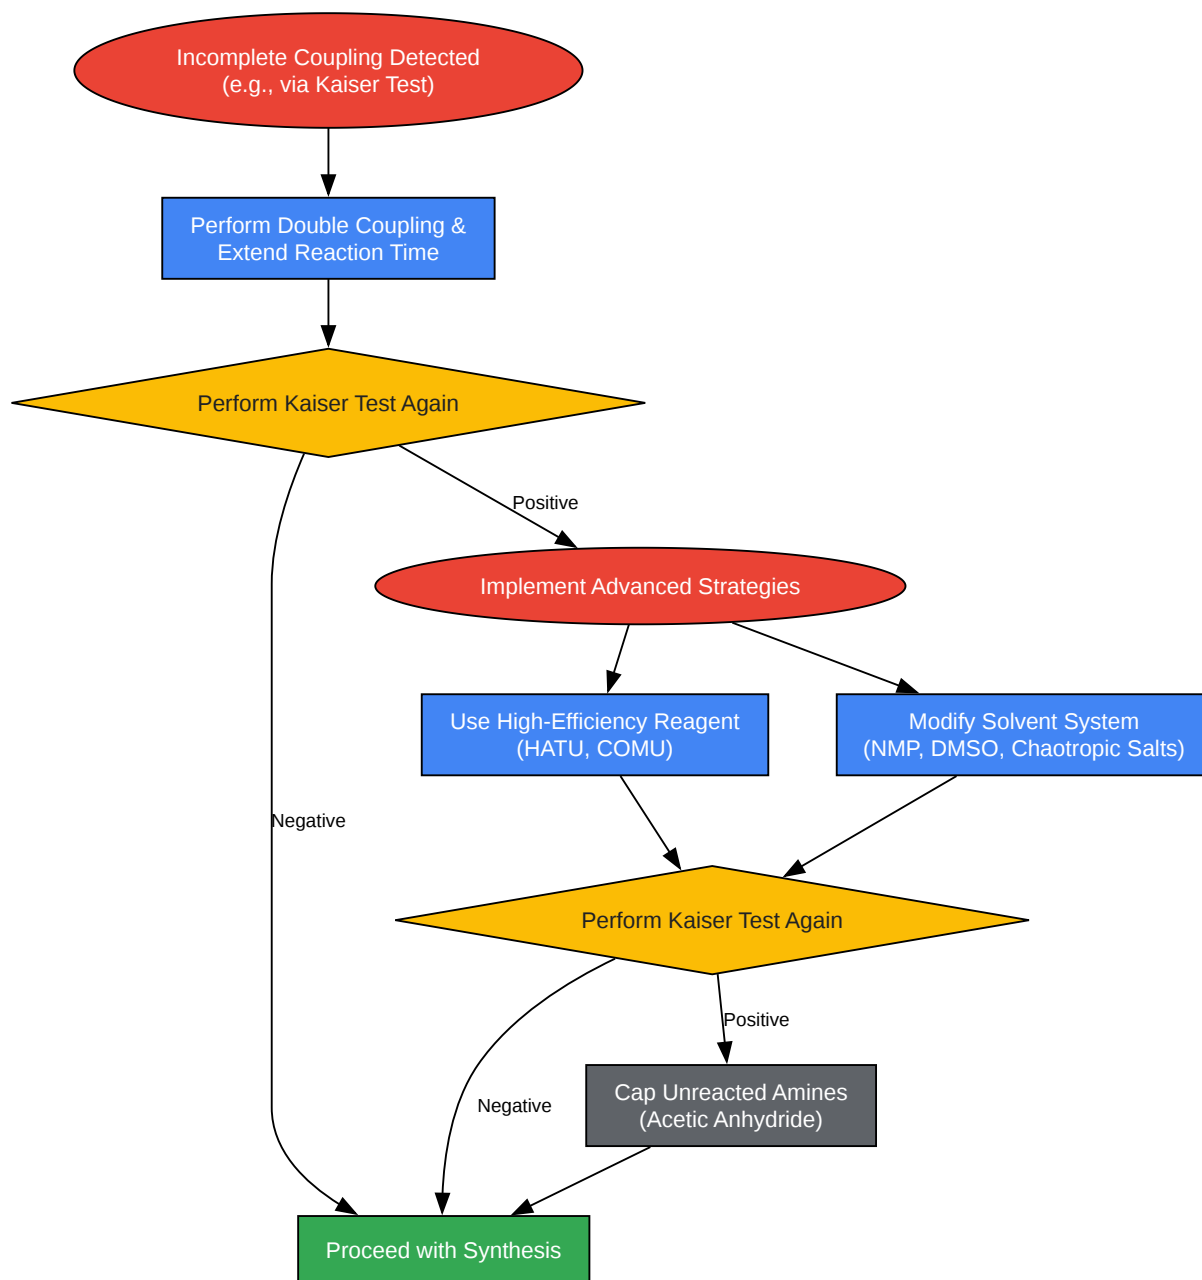 Incomplete Coupling Detected
(e.g., via Kaiser Test)
Perform Double Coupling &
Extend Reaction Time
Perform Kaiser Test Again
Positive
Implement Advanced Strategies
Use High-Efficiency Reagent
(HATU, COMU)
Modify Solvent System
(NMP, DMSO, Chaotropic Salts)
Negative
Perform Kaiser Test Again
Positive
Negative
Cap Unreacted Amines
(Acetic Anhydride)
Proceed with Synthesis